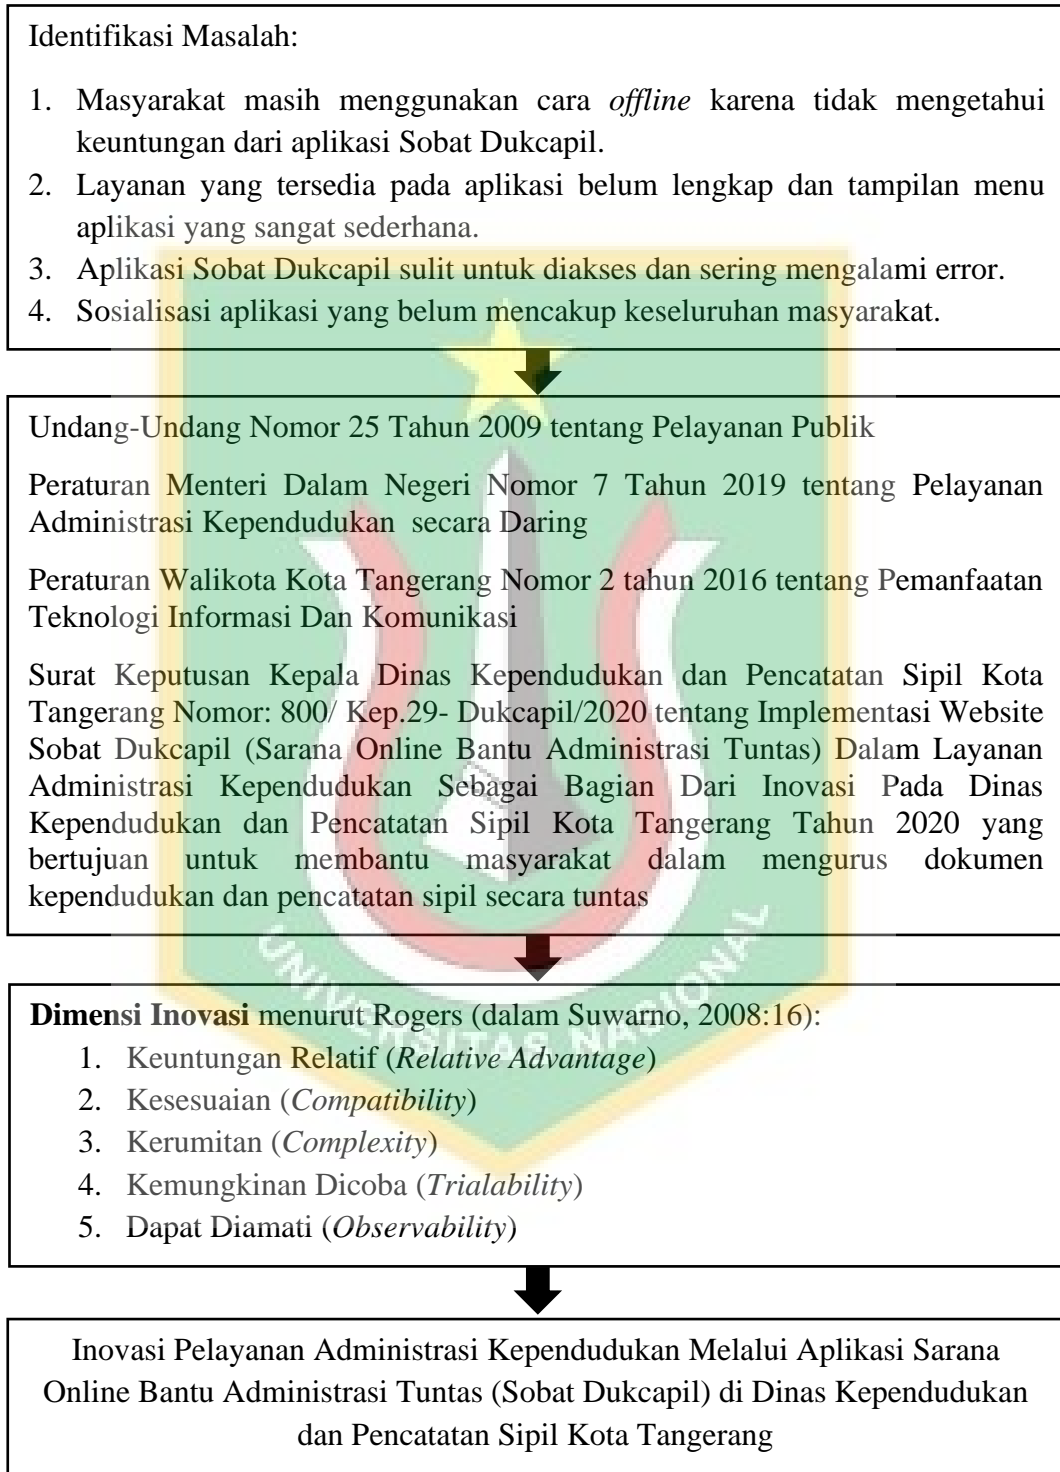 Identifikasi Masalah:
1. Masyarakat masih menggunakan cara offline karena tidak mengetahui
keuntungan dari aplikasi Sobat Dukcapil.
2. Layanan yang tersedia pada aplikasi belum lengkap dan tampilan menu
aplikasi yang sangat sederhana.
3. Aplikasi Sobat Dukcapil sulit untuk diakses dan sering mengalami error.
4. Sosialisasi aplikasi yang belum mencakup keseluruhan masyarakat.
Undang-Undang Nomor 25 Tahun 2009 tentang Pelayanan Publik
Peraturan Menteri Dalam Negeri Nomor 7 Tahun 2019 tentang Pelayanan
Administrasi Kependudukan secara Daring
Peraturan Walikota Kota Tangerang Nomor 2 tahun 2016 tentang Pemanfaatan
Teknologi Informasi Dan Komunikasi
Surat Keputusan Kepala Dinas Kependudukan dan Pencatatan Sipil Kota
Tangerang Nomor: 800/ Kep.29- Dukcapil/2020 tentang Implementasi Website
Sobat Dukcapil (Sarana Online Bantu Administrasi Tuntas) Dalam Layanan
Administrasi Kependudukan Sebagai Bagian Dari Inovasi Pada Dinas
Kependudukan dan Pencatatan Sipil Kota Tangerang Tahun 2020 yang
bertujuan untuk membantu masyarakat dalam mengurus dokumen
kependudukan dan pencatatan sipil secara tuntas
UNIVERSITAS NASIONAL
Dimensi Inovasi menurut Rogers (dalam Suwarno, 2008:16):
1. Keuntungan Relatif (Relative Advantage)
2. Kesesuaian (Compatibility)
3. Kerumitan (Complexity)
4. Kemungkinan Dicoba (Trialability)
5. Dapat Diamati (Observability)
Inovasi Pelayanan Administrasi Kependudukan Melalui Aplikasi Sarana
Online Bantu Administrasi Tuntas (Sobat Dukcapil) di Dinas Kependudukan
dan Pencatatan Sipil Kota Tangerang